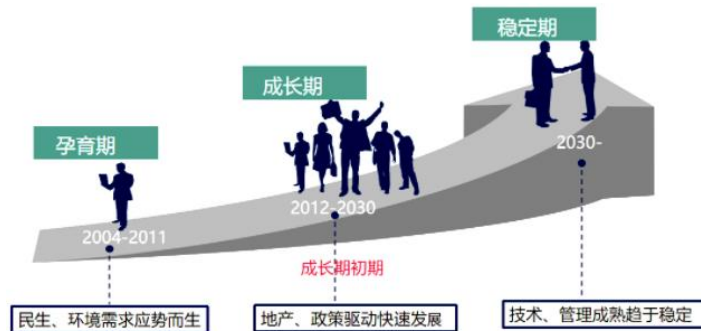 稳定期
成长期
孕育期
2030-
2012-2030
2004-2011
成长期初期
民生、环境需求应势而生
地产、政策驱动快速发展
技术、管理成熟趋于稳定